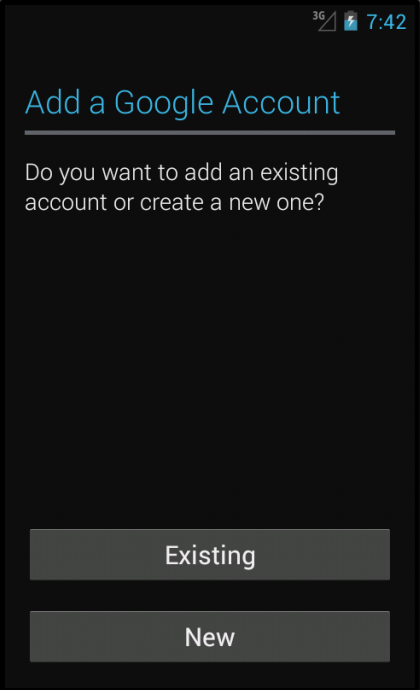 3G 7:42
Add a Google Account
Do you want to add an existing
account or create a new one?
Existing
New